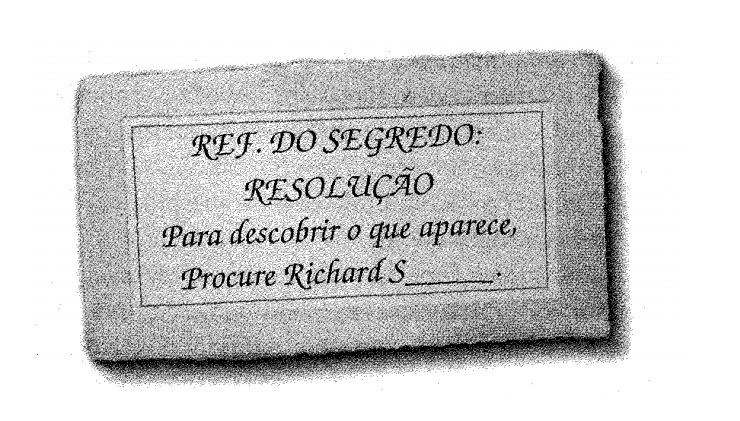 REF. DO SEGREDO:
RESOLUÇÃO
Para descobrir o que aparece,
Procure Richard S______.